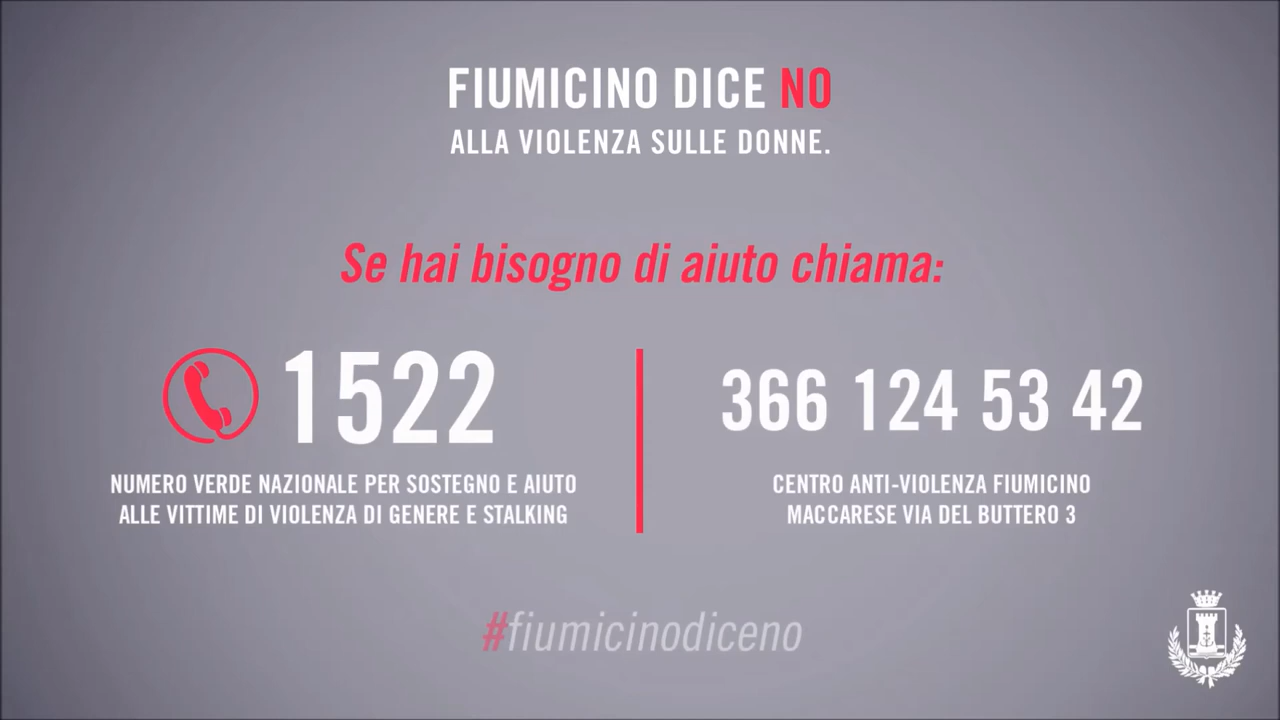 FIUMICINO DICE NO
ALLA VIOLENZA SULLE DONNE.
Se hai bisogno di aiuto chiama:
1522
NUMERO VERDE NAZIONALE PER SOSTEGNO E AIUTO
ALLE VITTIME DI VIOLENZA DI GENERE E STALKING
366 124 53 42
CENTRO ANTI-VIOLENZA FIUMICINO
MACCARESE VIA DEL BUTTERO 3
#fiumicinodiceno